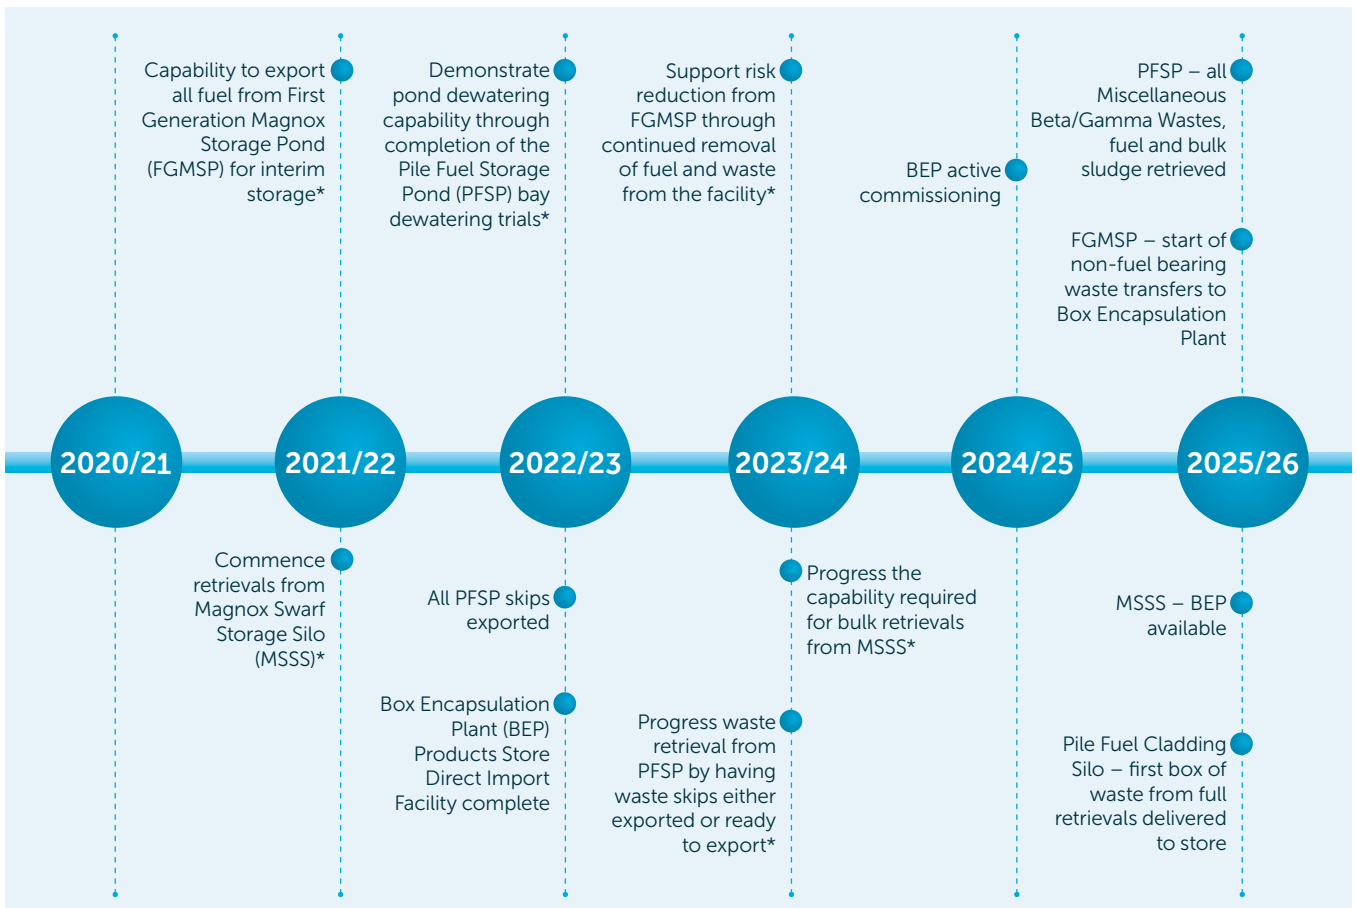 Capability to export
all fuel from First
Generation Magnox
Storage Pond
(FGMSP) for interim
storage*
Demonstrate
pond dewatering
capability through
completion of the
Pile Fuel Storage
Pond (PFSP) bay
dewatering trials*
Support risk
reduction from
FGMSP through
continued removal
of fuel and waste
from the facility*
BEP active
commissioning
PFSP – all
Miscellaneous
Beta/Gamma Wastes,
fuel and bulk
sludge retrieved
FGMSP – start of
non-fuel bearing
waste transfers to
Box Encapsulation
Plant
2020/21
2021/22
2022/23
2023/24
2024/25
2025/26
Commence
retrievals from
Magnox Swarf
Storage Silo
(MSSS)*
All PFSP skips
exported
Box Encapsulation
Plant (BEP)
Products Store
Direct Import
Facility complete
Progress the
capability required
for bulk retrievals
from MSSS*
Progress waste
retrieval from
PFSP by having
waste skips either
exported or ready
to export*
MSSS – BEP
available
Pile Fuel Cladding
Silo – first box of
waste from full
retrievals delivered
to store